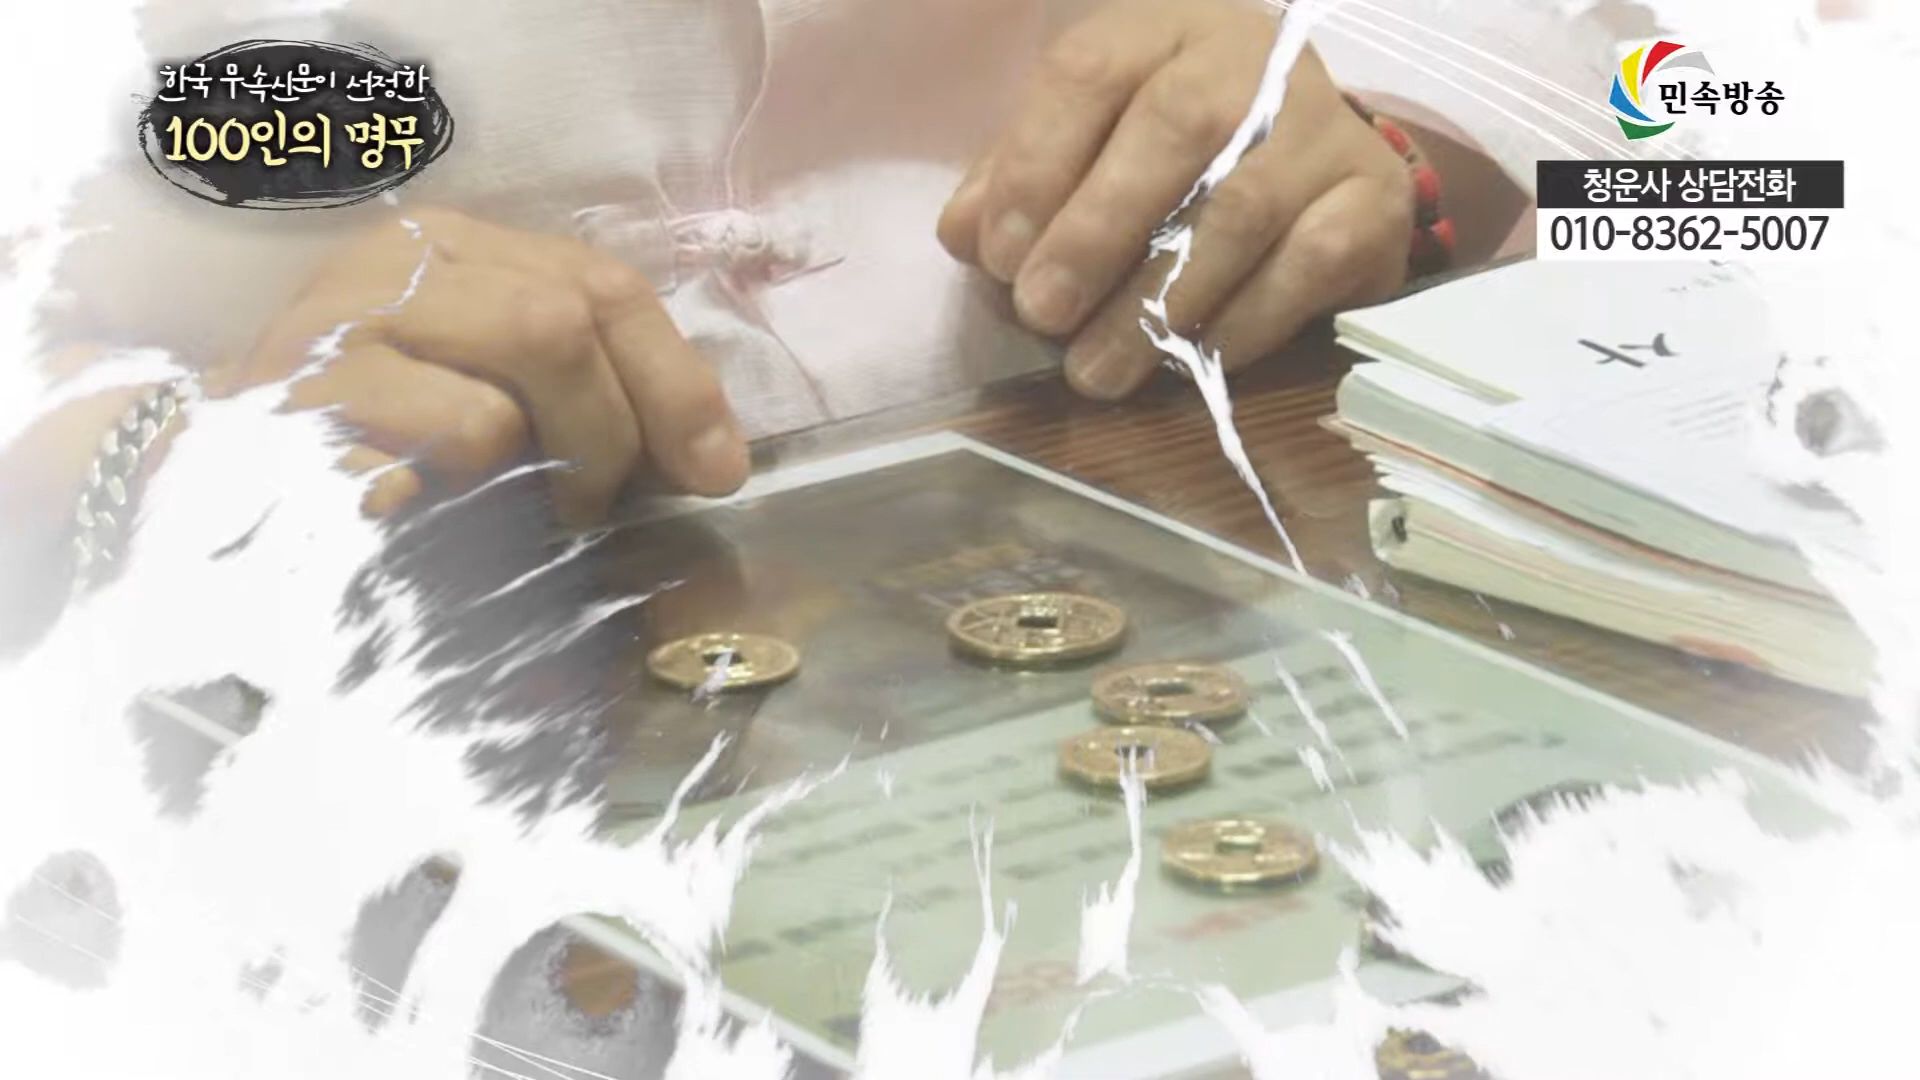 한국 무속신문이 선정한
100인의 명무
민속방송
청운사 상담전화
010-8362-5007